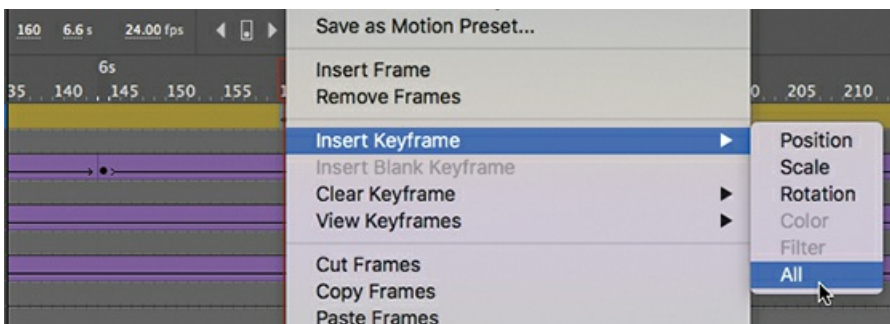 160 6.6 s 24.00 fps
6s
35 140 145 150 155 1 0 205 210
Save as Motion Preset...
Insert Frame
Remove Frames
Insert Keyframe
Insert Blank Keyframe
Clear Keyframe
View Keyframes
Cut Frames
Copy Frames
Paste Frames
Position
Scale
Rotation
Color
Filter
All